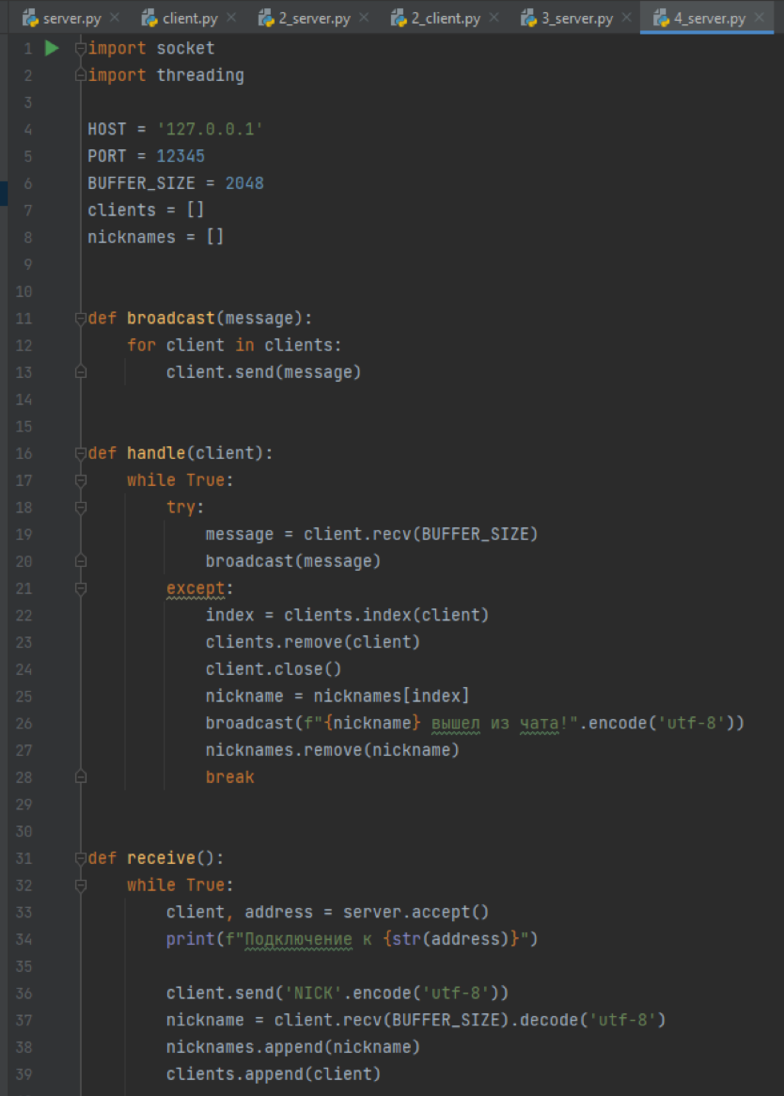 server.py × client.py × 2_server.py × 2_client.py × 3_server.py × 4_server.py ×
1 import socket
2 import threading
3
4 HOST = '127.0.0.1'
5 PORT = 12345
6 BUFFER_SIZE = 2048
7 clients = []
8 nicknames = []
9
10
11 def broadcast(message):
12     for client in clients:
13         client.send(message)
14
15
16 def handle(client):
17     while True:
18         try:
19             message = client.recv(BUFFER_SIZE)
20             broadcast(message)
21         except:
22             index = clients.index(client)
23             clients.remove(client)
24             client.close()
25             nickname = nicknames[index]
26             broadcast(f"{nickname} вышел из чата!".encode('utf-8'))
27             nicknames.remove(nickname)
28             break
29
30
31 def receive():
32     while True:
33         client, address = server.accept()
34         print(f"Подключение к {str(address)}")
35
36         client.send('NICK'.encode('utf-8'))
37         nickname = client.recv(BUFFER_SIZE).decode('utf-8')
38         nicknames.append(nickname)
39         clients.append(client)